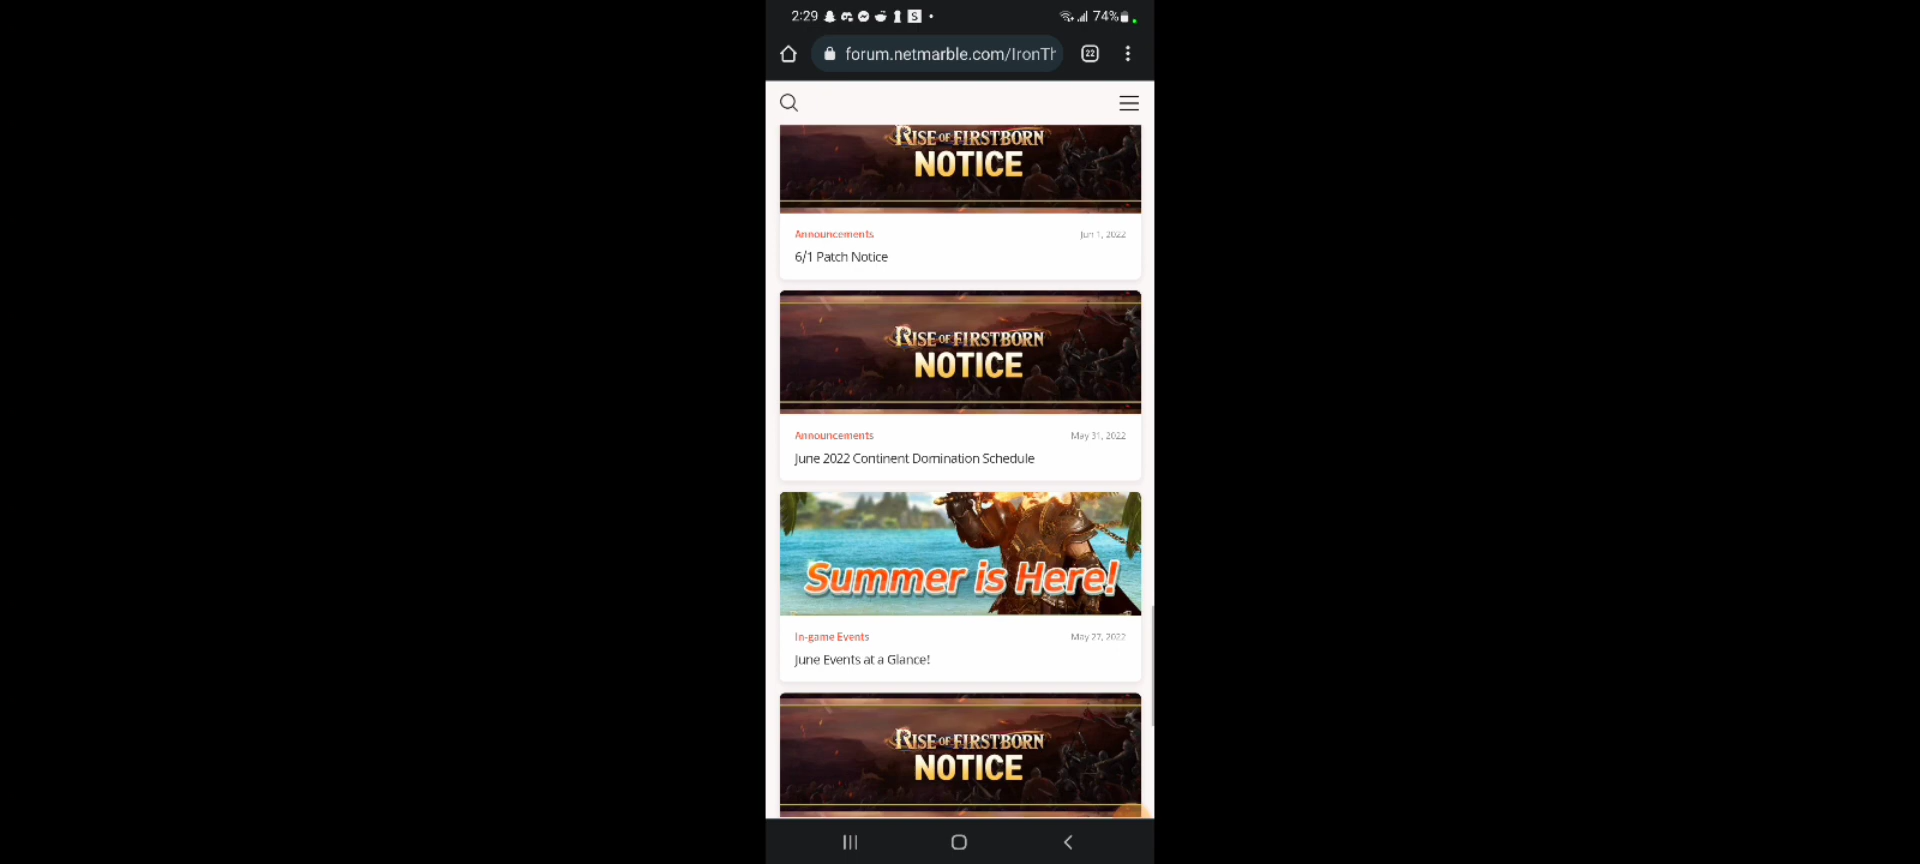 2:29 S 74%
forum.netmarble.com/IronTh 22
RISE OF FIRSTBORN
NOTICE
Announcements Jun 1, 2022
6/1 Patch Notice
RISE OF FIRSTBORN
NOTICE
Announcements May 31, 2022
June 2022 Continent Domination Schedule
Summer is Here!
In-game Events May 27, 2022
June Events at a Glance!
RISE OF FIRSTBORN
NOTICE